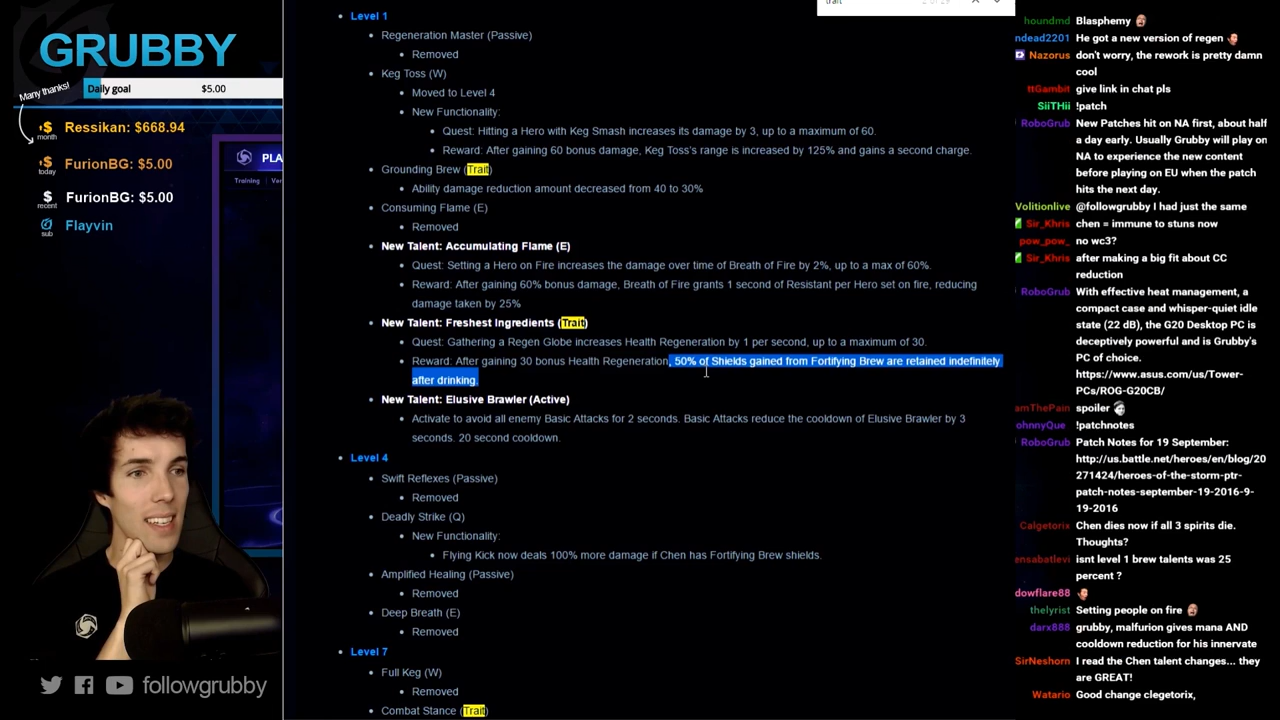 GRUBBY
Many thanks!
Daily goal
$5.00
month
Ressikan: $668.94
today
FurionBG: $5.00
recent
FurionBG: $5.00
sub
Flayvin
PLA
Training
followgrubby
trait
Level 1
Regeneration Master (Passive)
Removed
Keg Toss (W)
Moved to Level 4
New Functionality:
Quest: Hitting a Hero with Keg Smash increases its damage by 3, up to a maximum of 60.
Reward: After gaining 60 bonus damage, Keg Toss's range is increased by 125% and gains a second charge.
Grounding Brew (Trait)
Ability damage reduction amount decreased from 40 to 30%
Consuming Flame (E)
Removed
New Talent: Accumulating Flame (E)
Quest: Setting a Hero on Fire increases the damage over time of Breath of Fire by 2%, up to a max of 60%.
Reward: After gaining 60% bonus damage, Breath of Fire grants 1 second of Resistant per Hero set on fire, reducing
damage taken by 25%
New Talent: Freshest Ingredients (Trait)
Quest: Gathering a Regen Globe increases Health Regeneration by 1 per second, up to a maximum of 30.
Reward: After gaining 30 bonus Health Regeneration, 50% of Shields gained from Fortifying Brew are retained indefinitely
after drinking.
New Talent: Elusive Brawler (Active)
Activate to avoid all enemy Basic Attacks for 2 seconds. Basic Attacks reduce the cooldown of Elusive Brawler by 3
seconds. 20 second cooldown.
Level 4
Swift Reflexes (Passive)
Removed
Deadly Strike (Q)
New Functionality:
Flying Kick now deals 100% more damage if Chen has Fortifying Brew shields.
Amplified Healing (Passive)
Removed
Deep Breath (E)
Removed
Level 7
Full Keg (W)
Removed
Combat Stance (Trait)
houndmd Blasphemy
ndead2201 He got a new version of regen
Nazorus don't worry, the rework is pretty damn
cool
ttGambit give link in chat pls
SiiTHii !patch
RoboGrub New Patches hit on NA first, about half
a day early. Usually Grubby will play on
NA to experience the new content
before playing on EU when the patch
hits the next day.
Volitionlive @followgrubby I had just the same
Sir_Khris chen = immune to stuns now
pow_pow_ no wc3?
Sir_Khris after making a big fit about CC
reduction
RoboGrub With effective heat management, a
compact case and whisper-quiet idle
state (22 dB), the G20 Desktop PC is
deceptively powerful and is Grubby's
PC of choice.
https://www.asus.com/us/Tower-
PCs/ROG-G20CB/
amThePain spoiler
ohnnyQue !patchnotes
RoboGrub Patch Notes for 19 September:
http://us.battle.net/heroes/en/blog/20
271424/heroes-of-the-storm-ptr-
patch-notes-september-19-2016-9-
19-2016
Calgetorix Chen dies now if all 3 spirits die.
Thoughts?
ensabatlevi isnt level 1 brew talents was 25
percent ?
dowflare88
thelyrist Setting people on fire
darx888 grubby, malfurion gives mana AND
cooldown reduction for his innervate
SirNeshorn I read the Chen talent changes... they
are GREAT!
Watario Good change clegetorix,